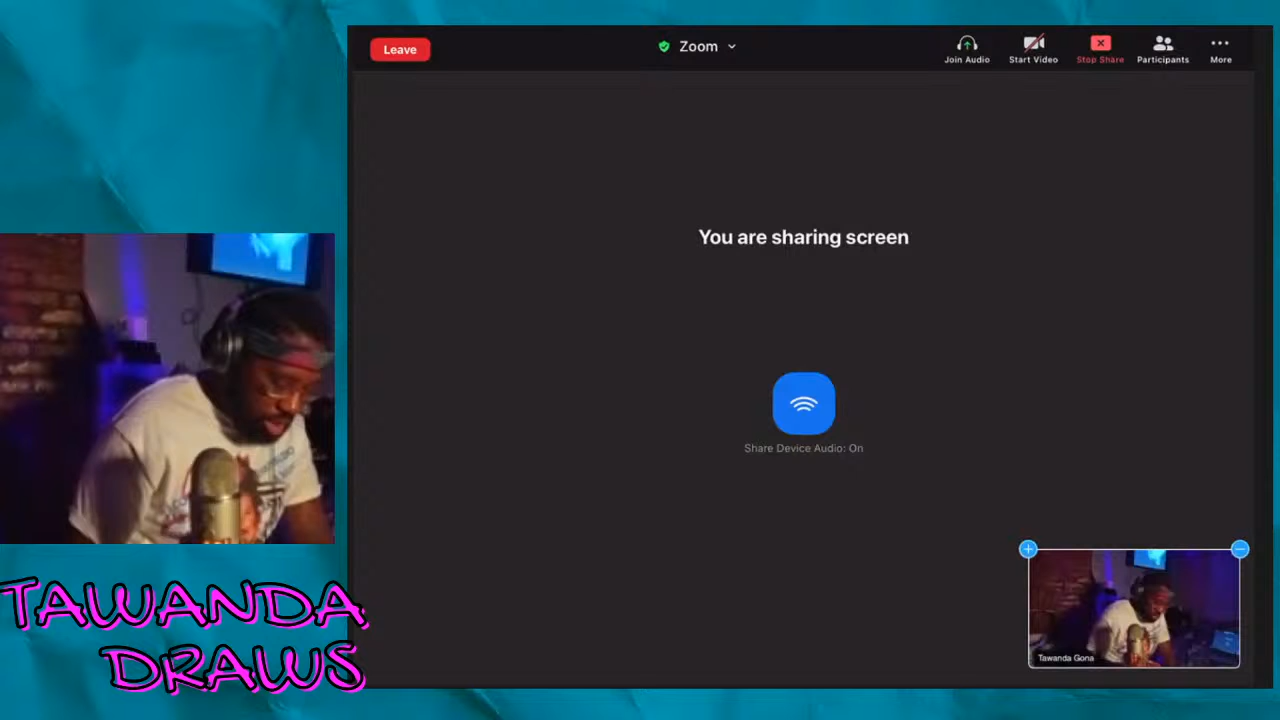 Leave
Zoom
Join Audio
Start Video
Stop Share
Participants
More
You are sharing screen
Share Device Audio: On
Tawanda Gona
TAWANDA
DRAWS